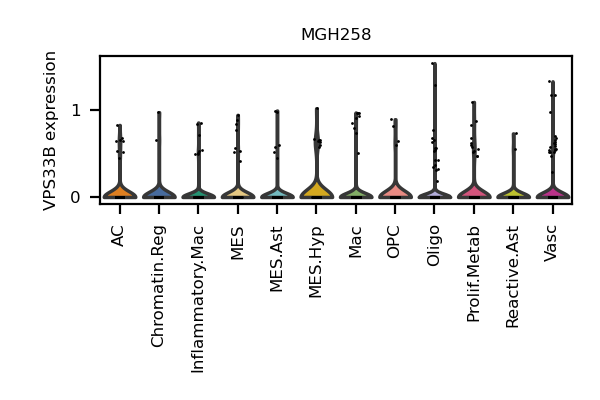 MGH258
VPS33B expression
1
0
AC
Chromatin.Reg
Inflammatory.Mac
MES
MES.Ast
MES.Hyp
Mac
OPC
Oligo
Prolif.Metab
Reactive.Ast
Vasc